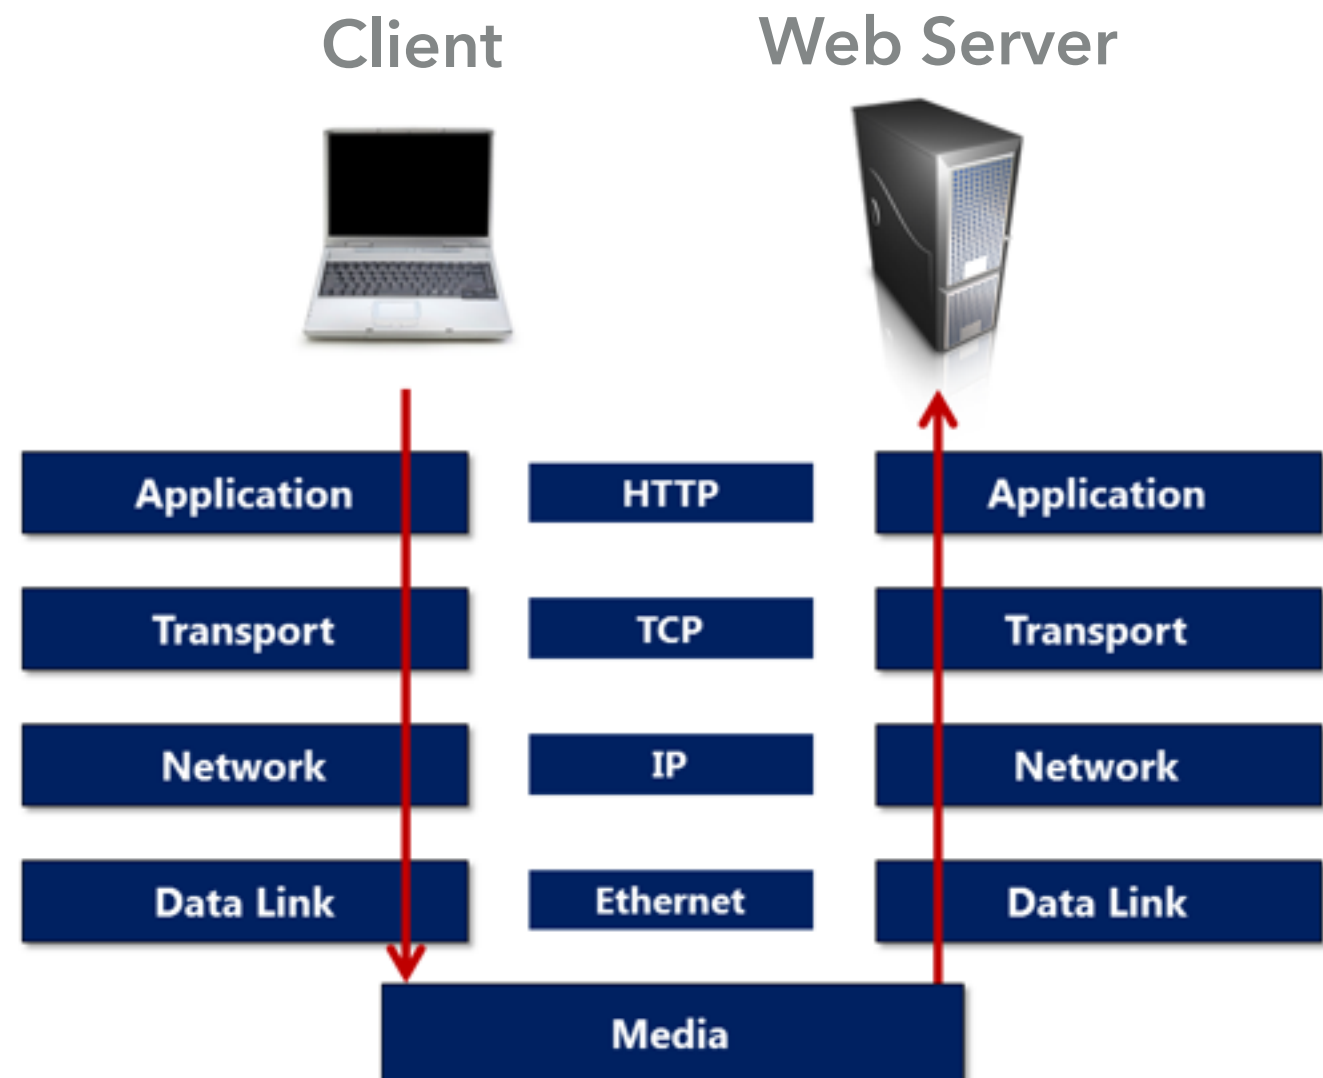 Client
Web Server
Application
HTTP
Application
Transport
TCP
Transport
Network
IP
Network
Data Link
Ethernet
Data Link
Media